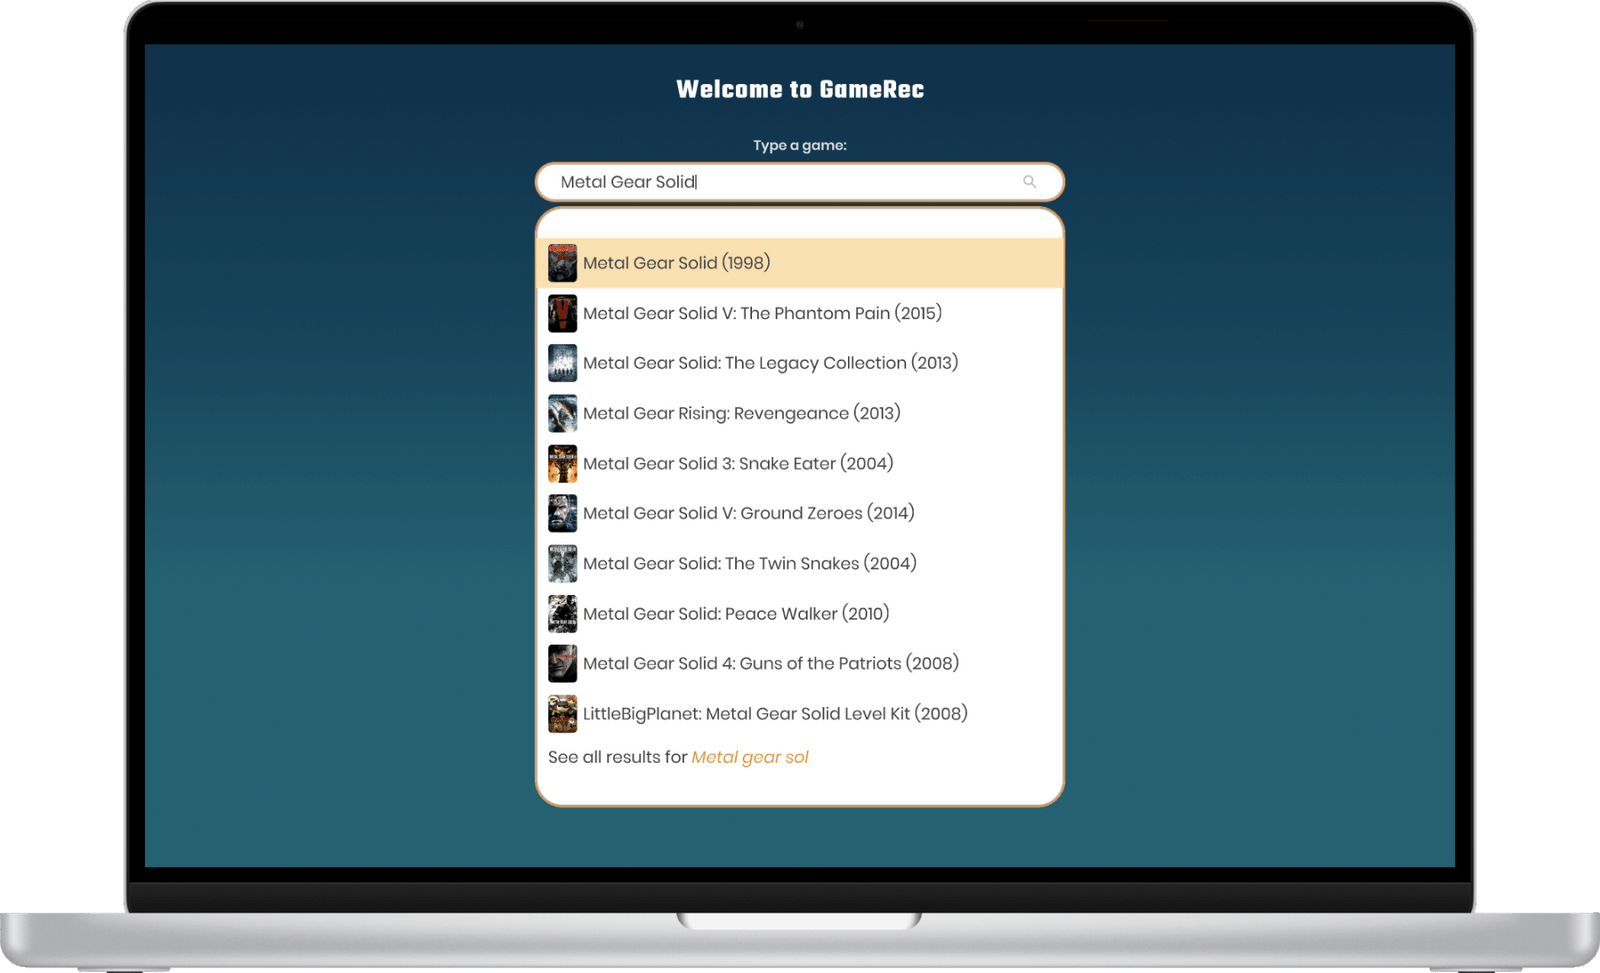 Welcome to GameRec
Type a game:
Metal Gear Solid
Metal Gear Solid (1998)
Metal Gear Solid V: The Phantom Pain (2015)
Metal Gear Solid: The Legacy Collection (2013)
Metal Gear Rising: Revengeance (2013)
Metal Gear Solid 3: Snake Eater (2004)
Metal Gear Solid V: Ground Zeroes (2014)
Metal Gear Solid: The Twin Snakes (2004)
Metal Gear Solid: Peace Walker (2010)
Metal Gear Solid 4: Guns of the Patriots (2008)
LittleBigPlanet: Metal Gear Solid Level Kit (2008)
See all results for Metal gear sol